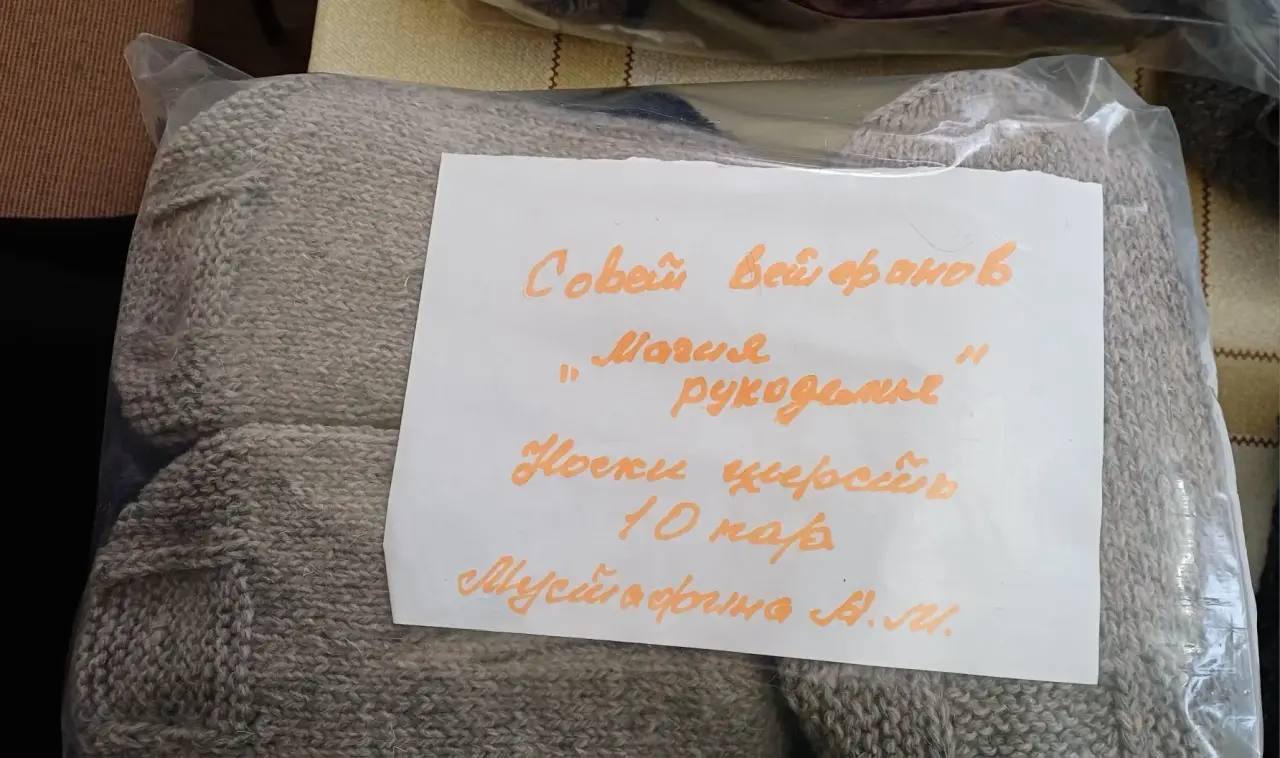 Совет ветеранов
„Магия
рукоделия"
Носки шерсть
10 пар
Мустафина А.М.